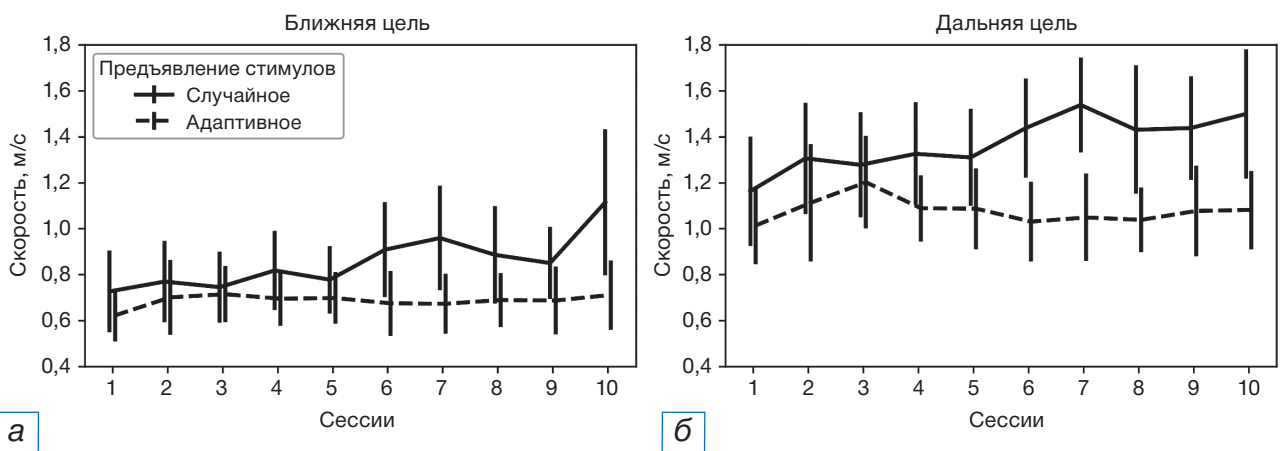 Ближняя цель
1,8
1,6
1,4
1,2
1,0
0,8
0,6
0,4
Скорость, м/с
Предъявление стимулов
Случайное
Адаптивное
1 2 3 4 5 6 7 8 9 10
Сессии
а
Дальняя цель
1,8
1,6
1,4
1,2
1,0
0,8
0,6
0,4
Скорость, м/с
1 2 3 4 5 6 7 8 9 10
Сессии
б